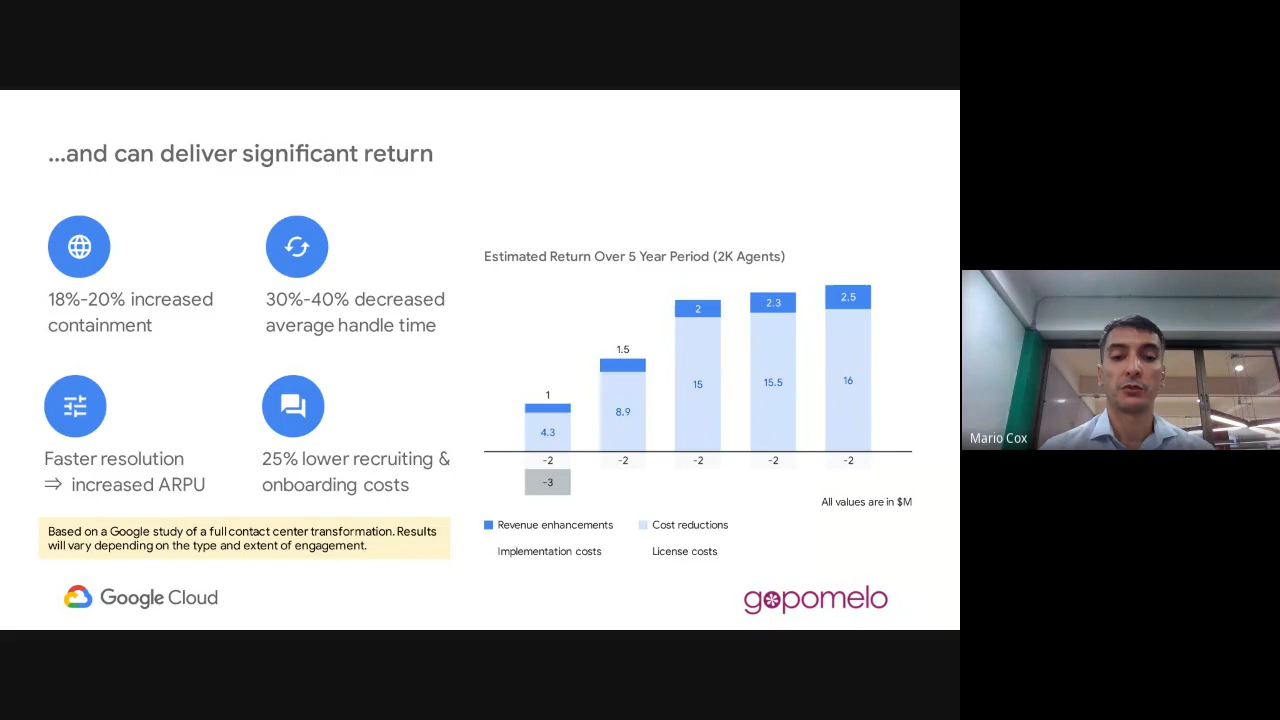 ...and can deliver significant return
18%-20% increased
containment
30%-40% decreased
average handle time
Faster resolution
⇒ increased ARPU
25% lower recruiting &
onboarding costs
Based on a Google study of a full contact center transformation. Results
will vary depending on the type and extent of engagement.
Estimated Return Over 5 Year Period (2K Agents)
1
4.3
-2
-3
1.5
8.9
-2
2
15
-2
2.3
15.5
-2
2.5
16
-2
All values are in $M
Revenue enhancements
Cost reductions
Implementation costs
License costs
Google Cloud
gopomelo
Mario Cox